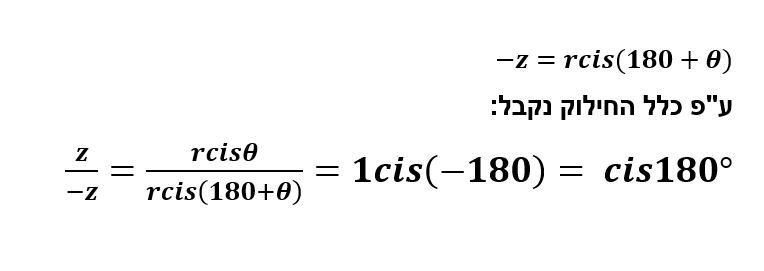 −z = rcis(180 + θ)
ע"פ כלל החילוק נקבל:
z/−z = rcisθ/rcis(180+θ) = 1cis(−180) = cis180°